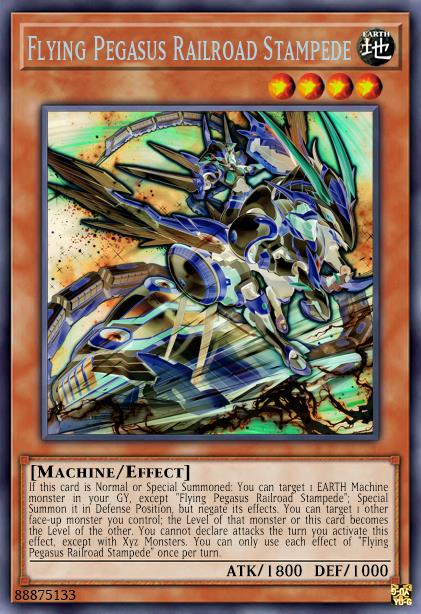 Flying Pegasus Railroad Stampede
EARTH
地
[Machine/Effect]
If this card is Normal or Special Summoned: You can target 1 EARTH Machine
monster in your GY, except "Flying Pegasus Railroad Stampede"; Special
Summon it in Defense Position, but negate its effects. You can target 1 other
face-up monster you control; the Level of that monster or this card becomes
the Level of the other. You cannot declare attacks the turn you activate this
effect, except with Xyz Monsters. You can only use each effect of "Flying
Pegasus Railroad Stampede" once per turn.
ATK/1800 DEF/1000
88875133